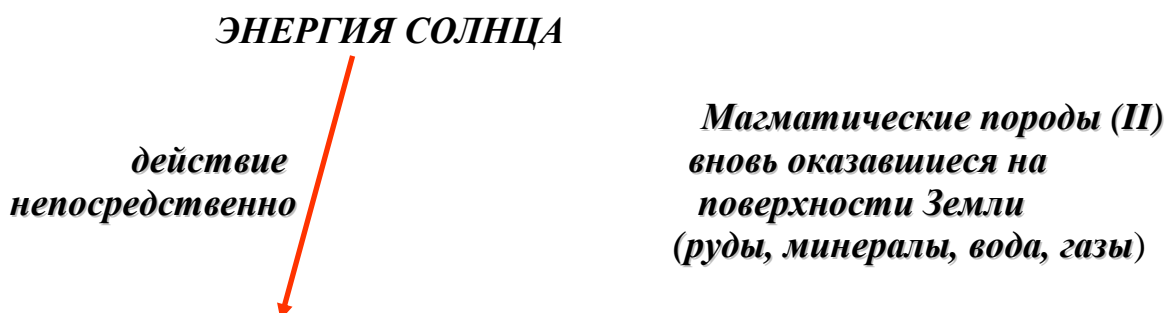 ЭНЕРГИЯ СОЛНЦА
действие
непосредственно
Магматические породы (II)
вновь оказавшиеся на
поверхности Земли
(руды, минералы, вода, газы)